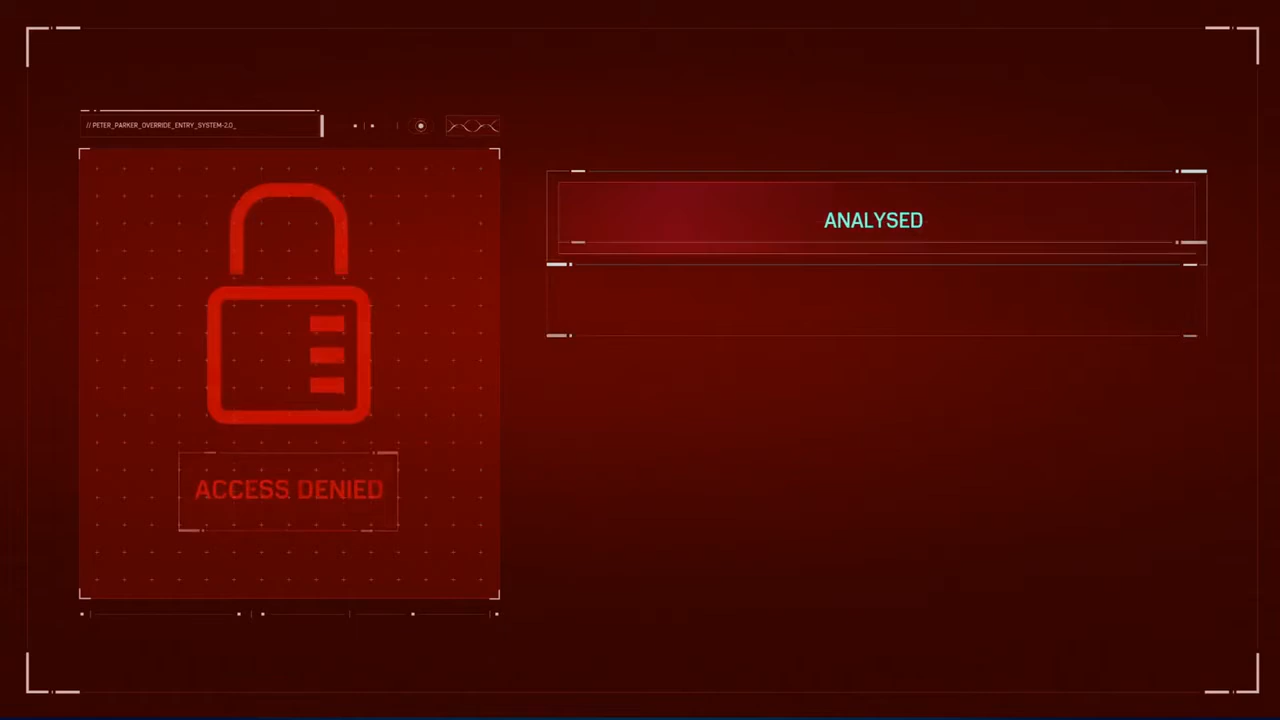 // PETER_PARKER_OVERRIDE_ENTRY_SYSTEM-2.0_
ANALYSED
ACCESS DENIED